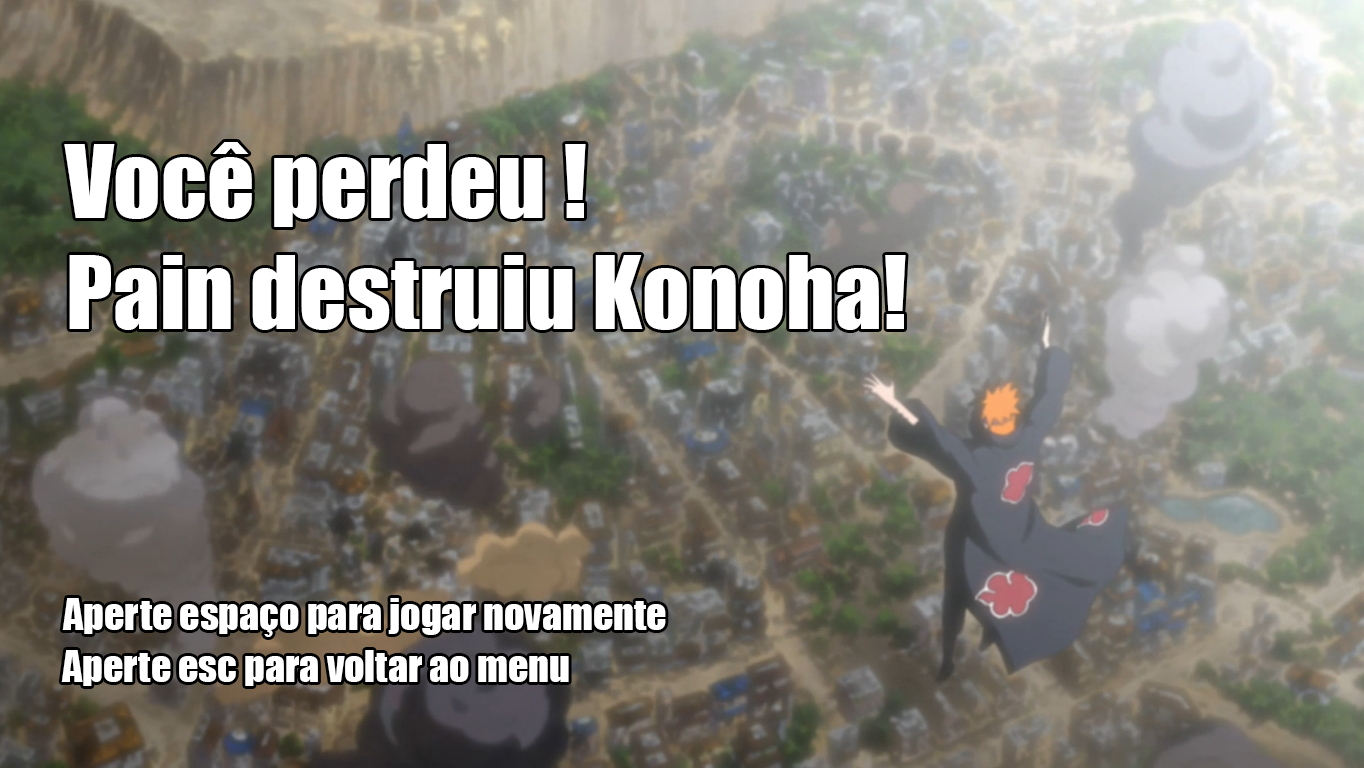 Você perdeu !
Pain destruiu Konoha!
Aperte espaço para jogar novamente
Aperte esc para voltar ao menu